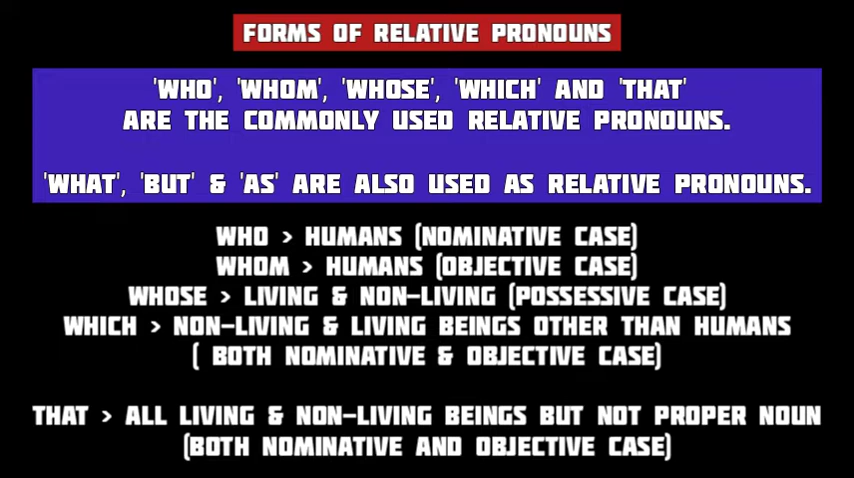 FORMS OF RELATIVE PRONOUNS
'WHO', 'WHOM', 'WHOSE', 'WHICH' AND 'THAT'
ARE THE COMMONLY USED RELATIVE PRONOUNS.
'WHAT', 'BUT' & 'AS' ARE ALSO USED AS RELATIVE PRONOUNS.
WHO > HUMANS (NOMINATIVE CASE)
WHOM > HUMANS (OBJECTIVE CASE)
WHOSE > LIVING & NON-LIVING (POSSESSIVE CASE)
WHICH > NON-LIVING & LIVING BEINGS OTHER THAN HUMANS
( BOTH NOMINATIVE & OBJECTIVE CASE)
THAT > ALL LIVING & NON-LIVING BEINGS BUT NOT PROPER NOUN
(BOTH NOMINATIVE AND OBJECTIVE CASE)